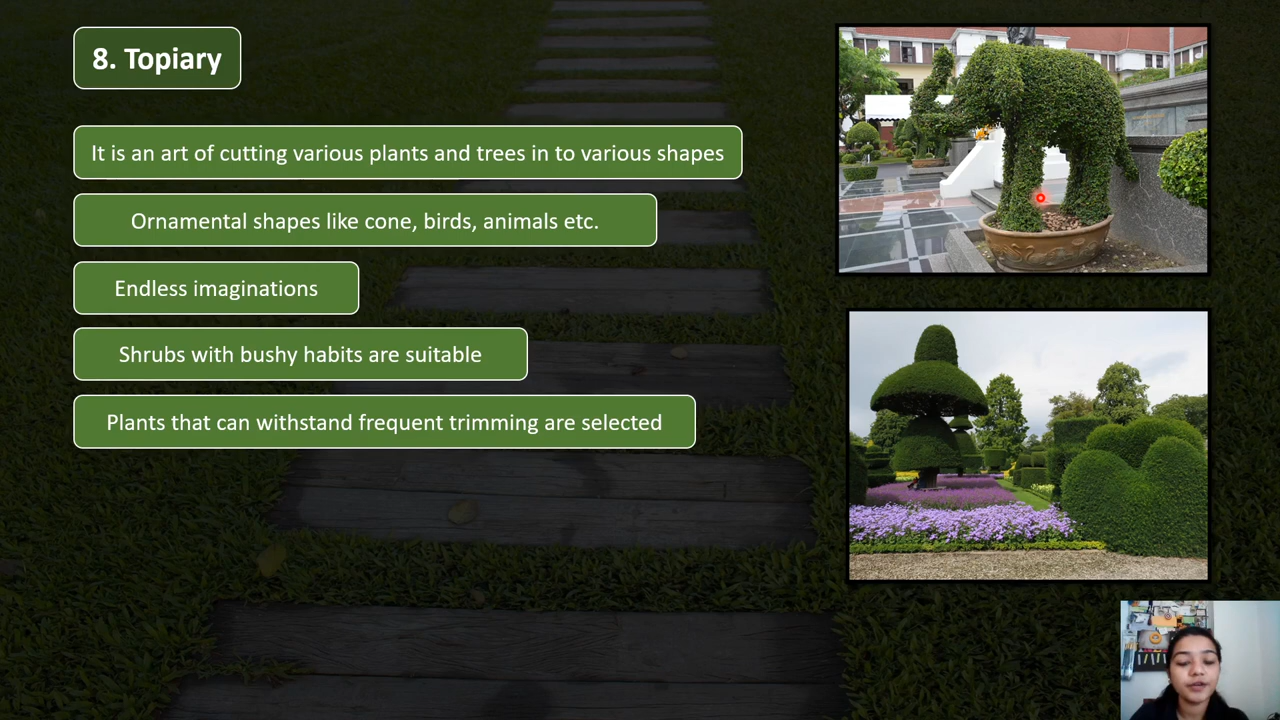 8. Topiary
It is an art of cutting various plants and trees in to various shapes
Ornamental shapes like cone, birds, animals etc.
Endless imaginations
Shrubs with bushy habits are suitable
Plants that can withstand frequent trimming are selected